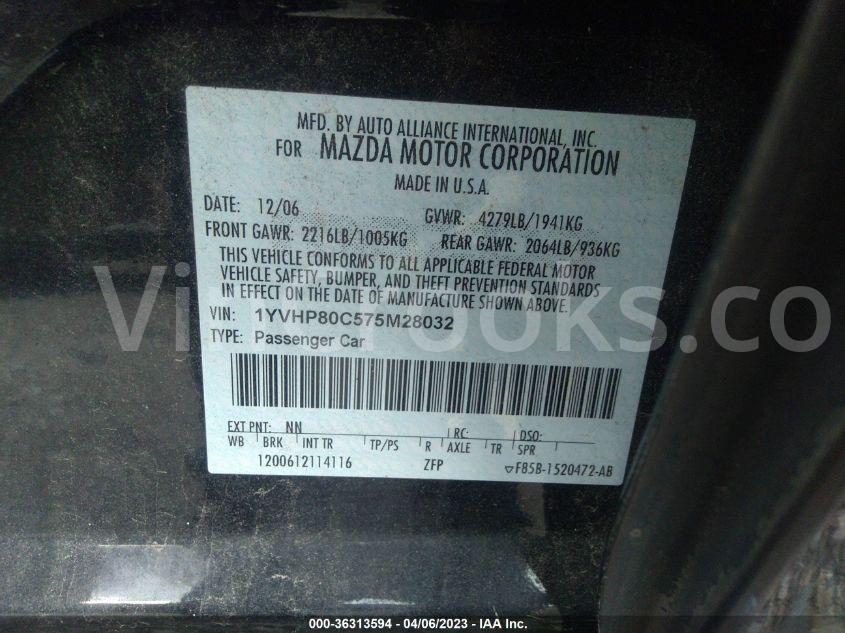 MFD. BY AUTO ALLIANCE INTERNATIONAL, INC.
FOR MAZDA MOTOR CORPORATION
MADE IN U.S.A.
DATE: 12/06 GVWR: 4279LB/1941KG
FRONT GAWR: 2216LB/1005KG REAR GAWR: 2064LB/936KG
THIS VEHICLE CONFORMS TO ALL APPLICABLE FEDERAL MOTOR
VEHICLE SAFETY, BUMPER, AND THEFT PREVENTION STANDARDS
IN EFFECT ON THE DATE OF MANUFACTURE SHOWN ABOVE.
VIN: 1YVHP80C575M28032
TYPE: Passenger Car
EXT PNT: NN RC: DSO:
WB BRK INT TR TP/PS R AXLE TR SPR
1200612114116 ZFP F85B-1520472-AB
000-36313594 - 04/06/2023 - IAA Inc.